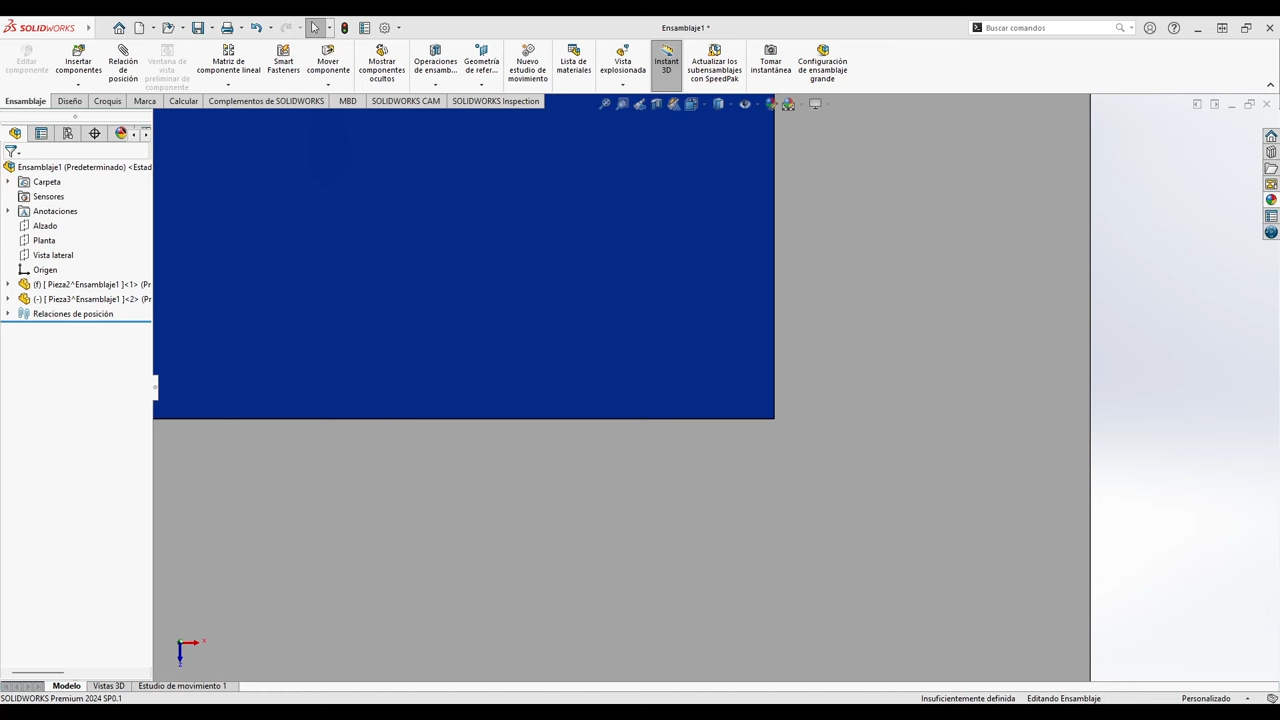 SOLIDWORKS
Ensamblaje1 *
Buscar comandos
Editar componente
Insertar componentes
Relación de posición
Ventana de vista preliminar de componente
Matriz de componente lineal
Smart Fasteners
Mover componente
Mostrar componentes ocultos
Operaciones de ensamb...
Geometría de refer...
Nuevo estudio de movimiento
Lista de materiales
Vista explosionada
Instant 3D
Actualizar los subensamblajes con SpeedPak
Tomar instantánea
Configuración de ensamblaje grande
Ensamblaje
Diseño
Croquis
Marca
Calcular
Complementos de SOLIDWORKS
MBD
SOLIDWORKS CAM
SOLIDWORKS Inspection
Ensamblaje1 (Predeterminado) <Estad
Carpeta
Sensores
Anotaciones
Alzado
Planta
Vista lateral
Origen
(f) [ Pieza2^Ensamblaje1 ]<1> (Pr
(-) [ Pieza3^Ensamblaje1 ]<2> (Pr
Relaciones de posición
x
z
Modelo
Vistas 3D
Estudio de movimiento 1
SOLIDWORKS Premium 2024 SP0.1
Insuficientemente definida
Editando Ensamblaje
Personalizado